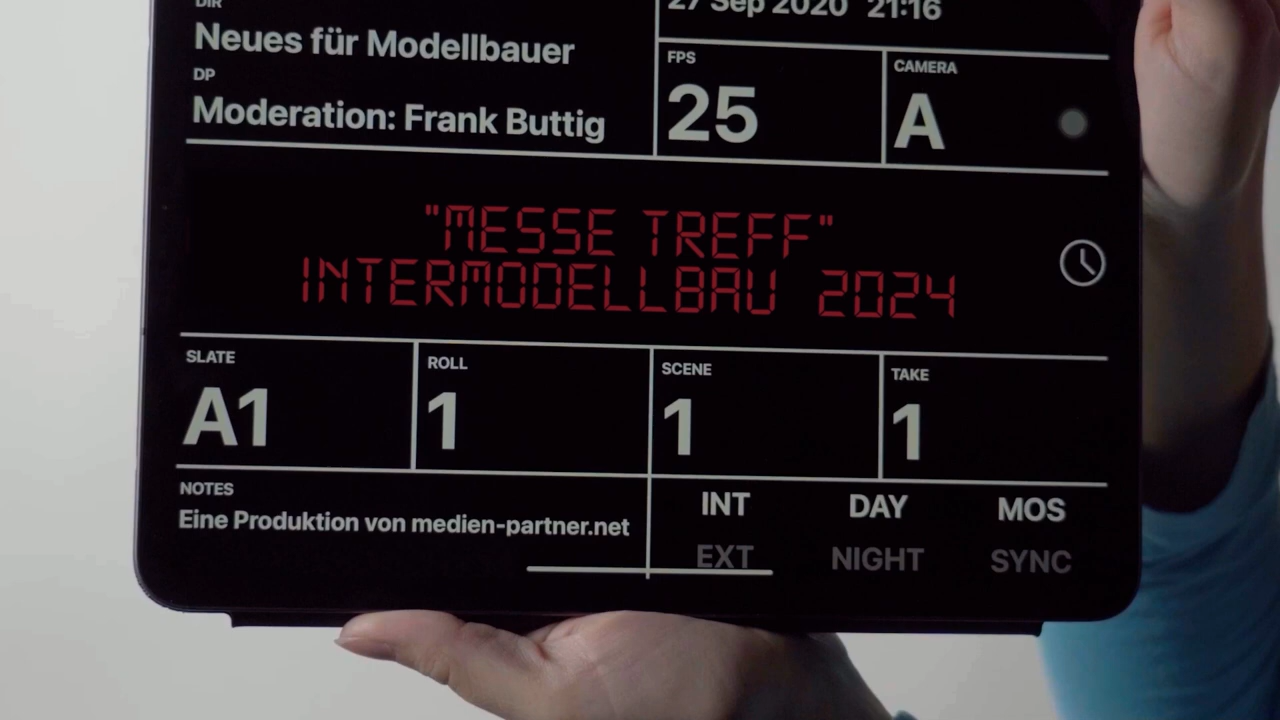 DIR
Neues für Modellbauer
DP
Moderation: Frank Buttig
27 Sep 2020 21:16
FPS
25
CAMERA
A
"MESSE TREFF"
INTERMODELLBAU 2024
SLATE
A1
ROLL
1
SCENE
1
TAKE
1
NOTES
Eine Produktion von medien-partner.net
INT DAY MOS
EXT NIGHT SYNC